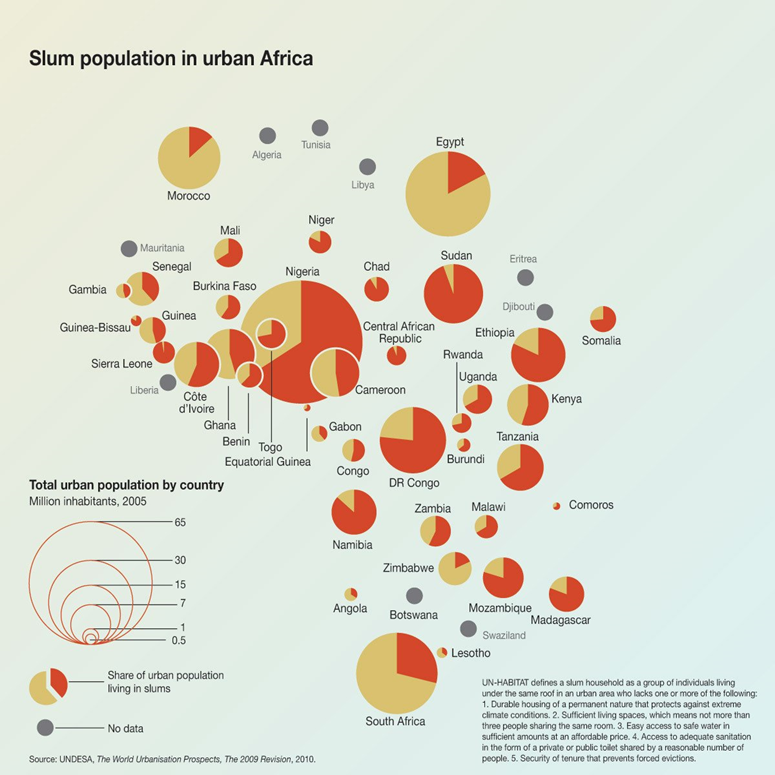 Slum population in urban Africa
Algeria
Tunisia
Libya
Egypt
Morocco
Niger
Mali
Mauritania
Senegal
Nigeria
Chad
Sudan
Eritrea
Gambia
Burkina Faso
Djibouti
Guinea-Bissau
Guinea
Central African
Republic
Ethiopia
Somalia
Sierra Leone
Rwanda
Uganda
Liberia
Côte
d'Ivoire
Cameroon
Kenya
Ghana
Benin
Togo
Equatorial Guinea
Gabon
Congo
DR Congo
Burundi
Tanzania
Total urban population by country
Million inhabitants, 2005
65
30
15
7
1
0.5
Namibia
Zambia
Malawi
Comoros
Zimbabwe
Angola
Botswana
Mozambique
Madagascar
Swaziland
Lesotho
South Africa
Share of urban population
living in slums
No data
UN-HABITAT defines a slum household as a group of individuals living
under the same roof in an urban area who lacks one or more of the following:
1. Durable housing of a permanent nature that protects against extreme
climate conditions. 2. Sufficient living spaces, which means not more than
three people sharing the same room. 3. Easy access to safe water in
sufficient amounts at an affordable price. 4. Access to adequate sanitation
in the form of a private or public toilet shared by a reasonable number of
people. 5. Security of tenure that prevents forced evictions.
Source: UNDESA, The World Urbanisation Prospects, The 2009 Revision, 2010.